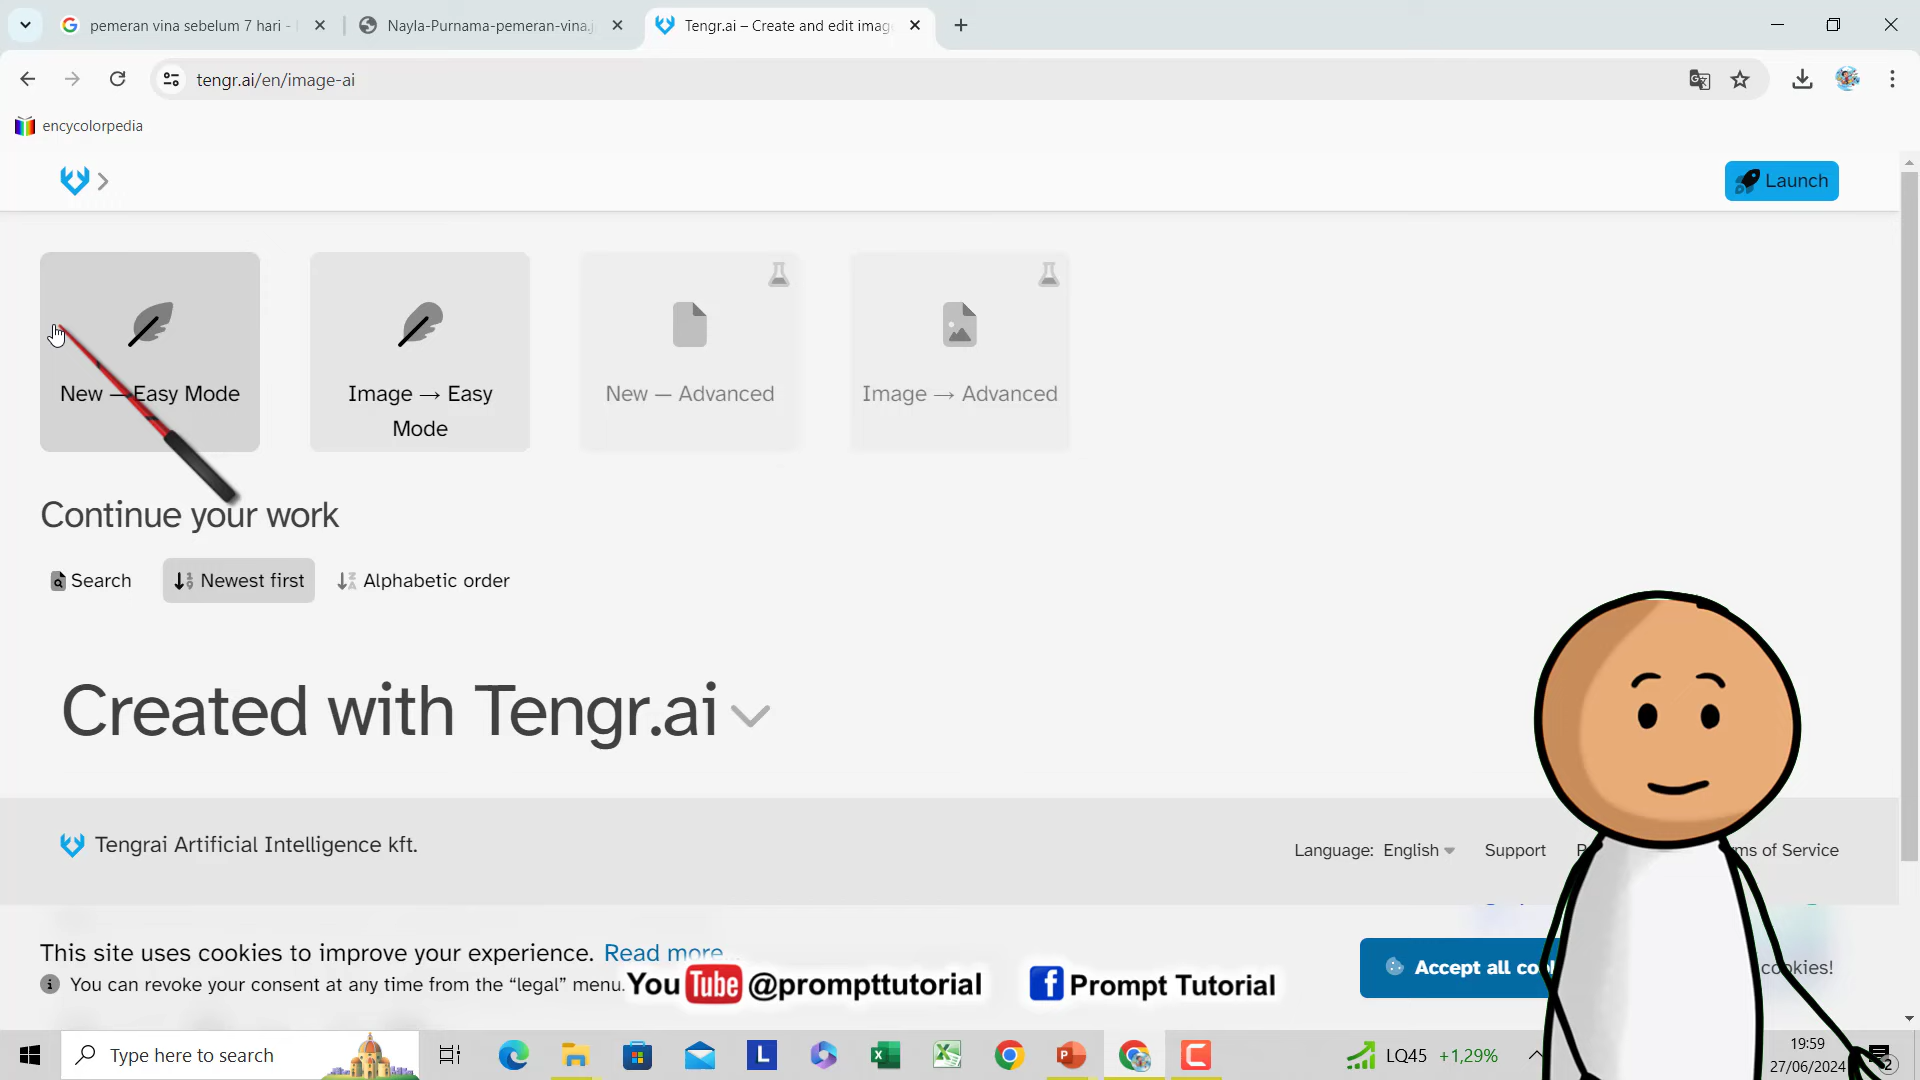 pemeran vina sebelum 7 hari -
Nayla-Purnama-pemeran-vina.j
Tengr.ai – Create and edit imag
tengr.ai/en/image-ai
encycolorpedia
Launch
New — Easy Mode
Image → Easy
Mode
New — Advanced
Image → Advanced
Continue your work
Search
Newest first
Alphabetic order
Created with Tengr.ai
Tengrai Artificial Intelligence kft.
Language: English
Support
ms of Service
This site uses cookies to improve your experience. Read more...
You can revoke your consent at any time from the “legal” menu.
Accept all co
cookies!
YouTube @prompttutorial
Prompt Tutorial
Type here to search
LQ45 +1,29%
19:59
27/06/2024
2